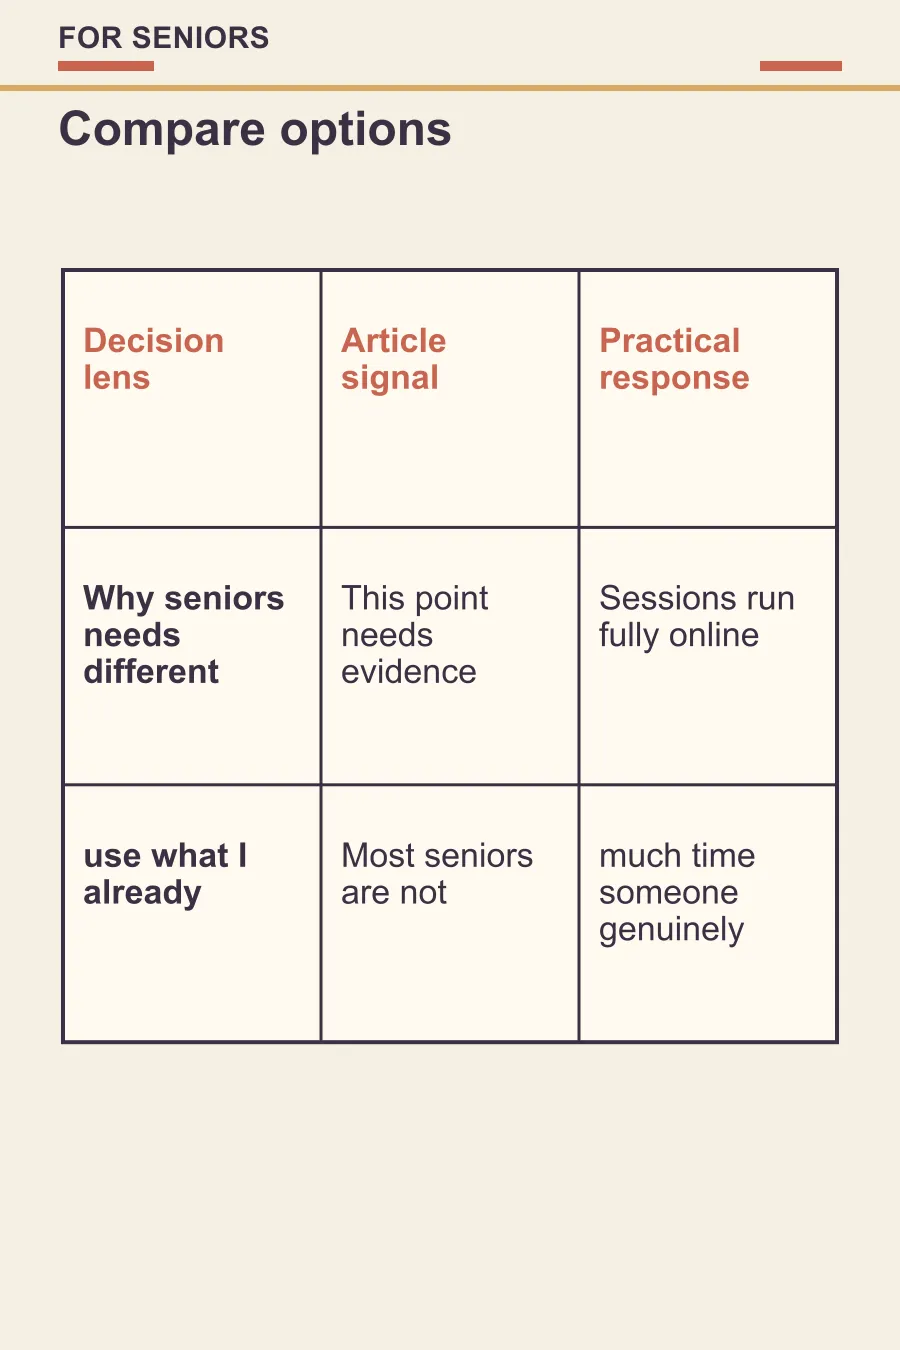 FOR SENIORS
Compare options
Decision
lens
Article
signal
Practical
response
Why seniors
needs
different
This point
needs
evidence
Sessions run
fully online
use what I
already
Most seniors
are not
much time
someone
genuinely